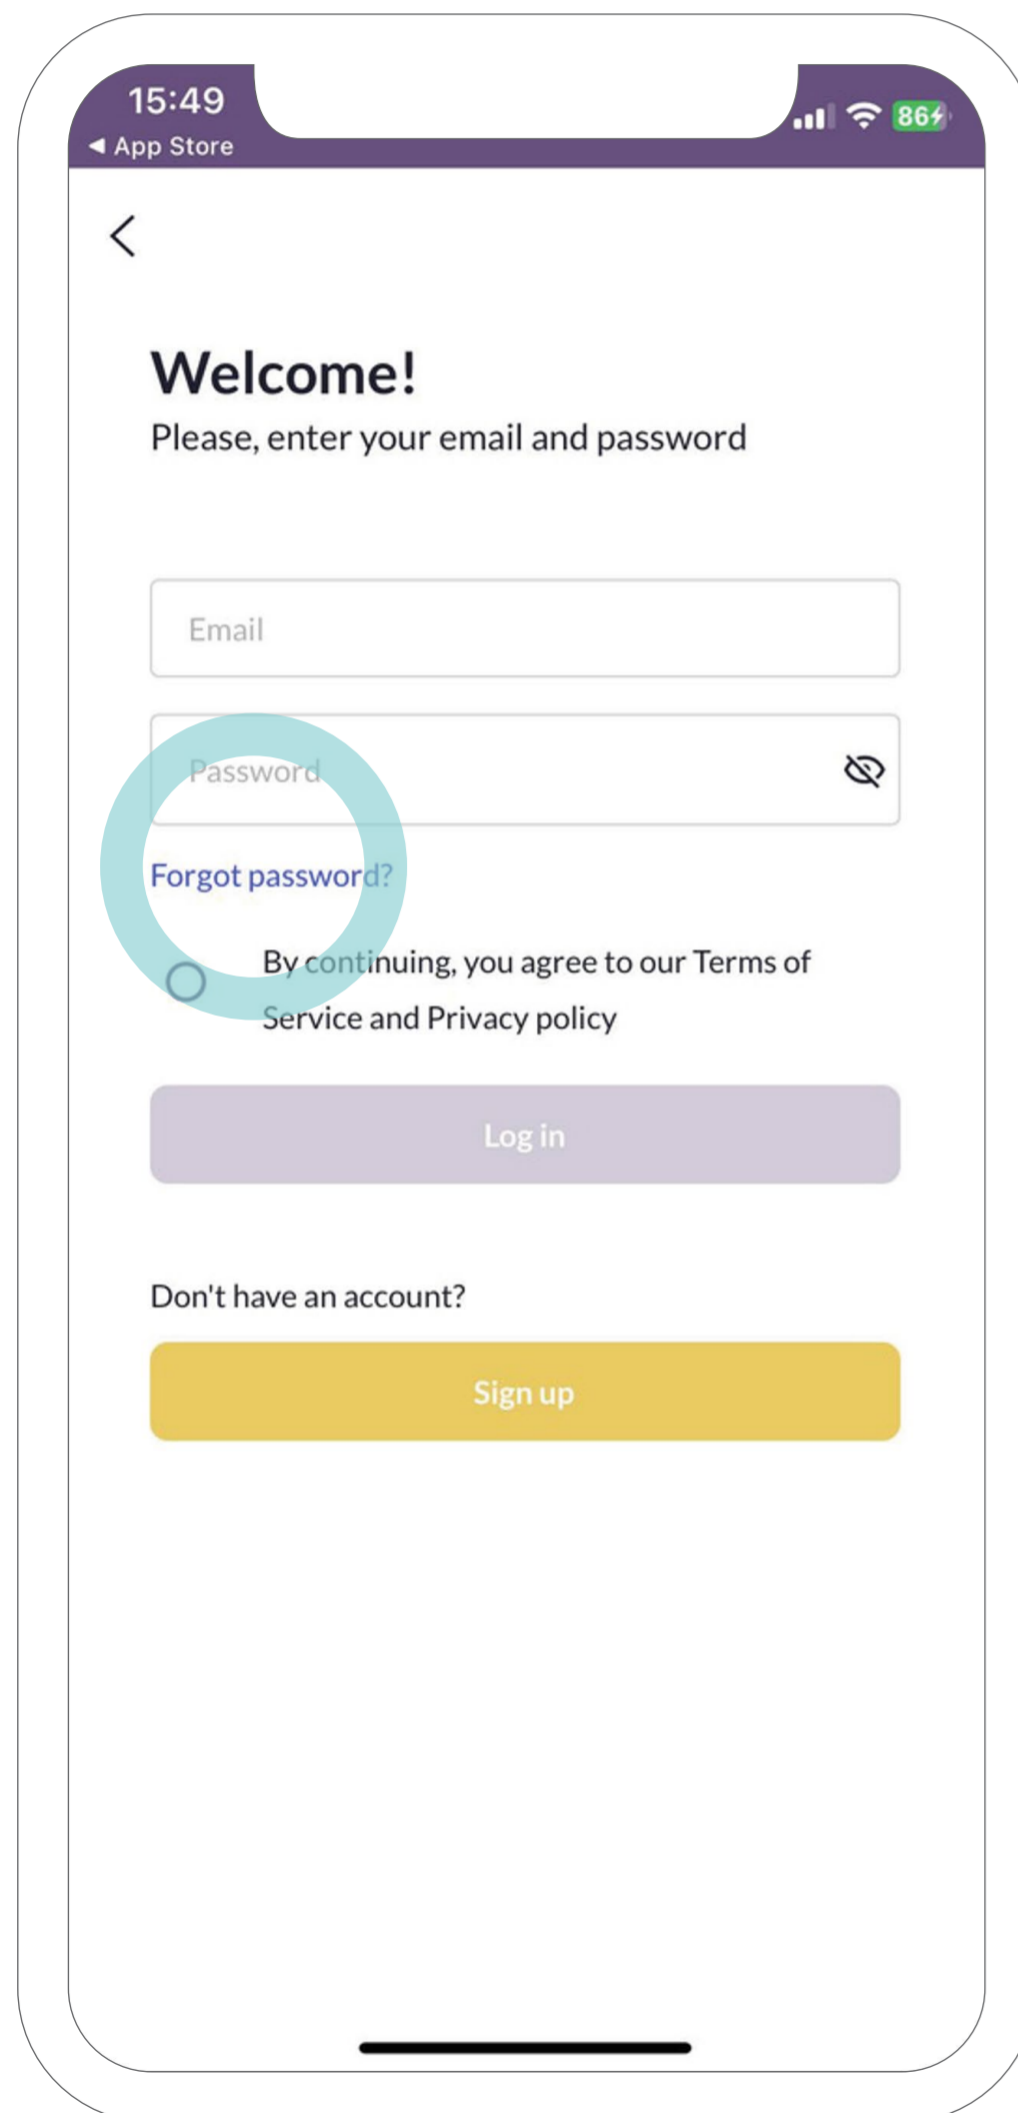 15:49
86
◀ App Store
Welcome!
Please, enter your email and password
Email
Password
Forgot password?
By continuing, you agree to our Terms of
Service and Privacy policy
Log in
Don't have an account?
Sign up